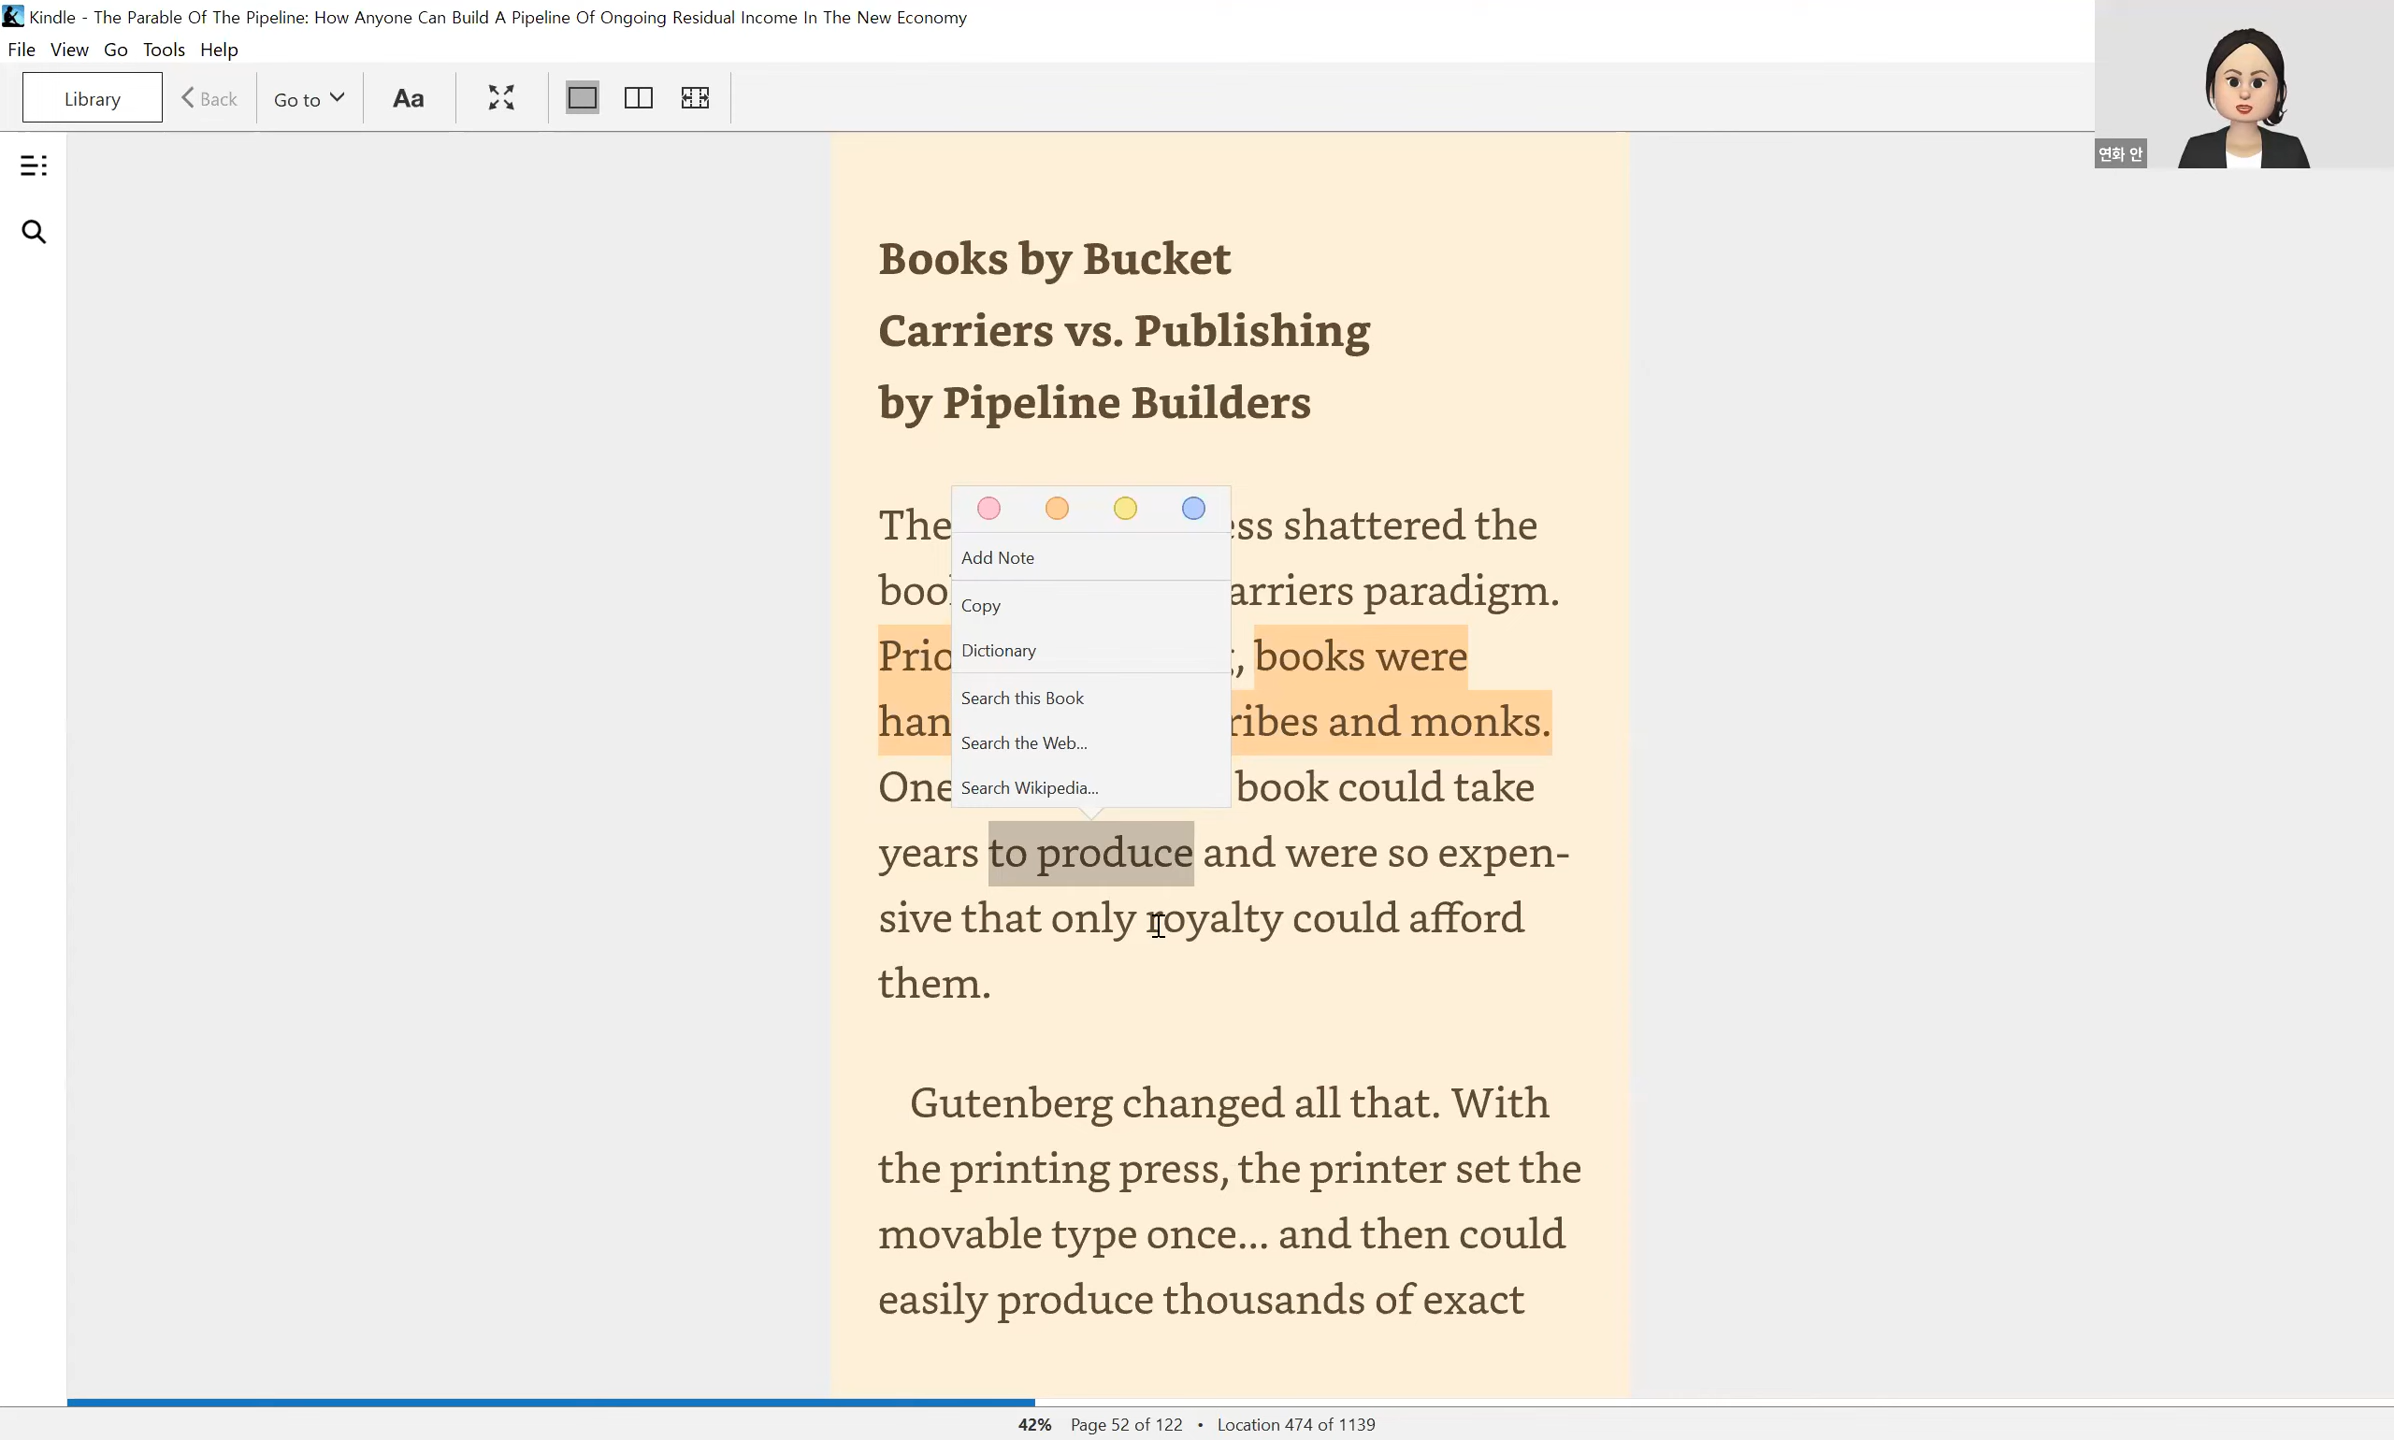 Kindle - The Parable Of The Pipeline: How Anyone Can Build A Pipeline Of Ongoing Residual Income In The New Economy
File View Go Tools Help
Library Back Go to Aa
연화 안
Books by Bucket
Carriers vs. Publishing
by Pipeline Builders
The ess shattered the
Add Note
boo arriers paradigm.
Copy
Prio , books were
Dictionary
Search this Book
han ribes and monks.
Search the Web...
One book could take
Search Wikipedia...
years to produce and were so expen-
sive that only royalty could afford
them.
Gutenberg changed all that. With
the printing press, the printer set the
movable type once... and then could
easily produce thousands of exact
42% Page 52 of 122 • Location 474 of 1139